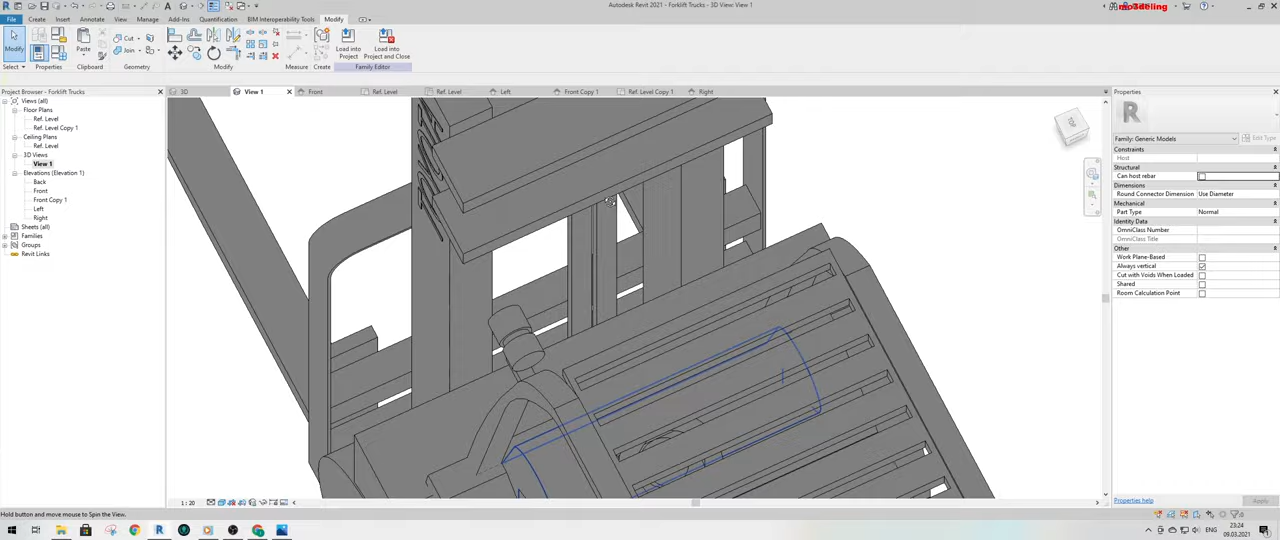 Autodesk Revit 2021 - Forklift Trucks - 3D View: View 1
mo3deling
File
Create
Insert
Annotate
View
Manage
Add-Ins
Quantification
BIM Interoperability Tools
Modify
Modify
Paste
Cut
Join
Load into
Project
Load into
Project and Close
Select
Properties
Clipboard
Geometry
Modify
Measure
Create
Family Editor
Project Browser - Forklift Trucks
Views (all)
Floor Plans
Ref. Level
Ref. Level Copy 1
Ceiling Plans
Ref. Level
3D Views
View 1
Elevations (Elevation 1)
Back
Front
Front Copy 1
Left
Right
Sheets (all)
Families
Groups
Revit Links
3D
View 1
Front
Ref. Level
Ref. Level
Left
Front Copy 1
Ref. Level Copy 1
Right
TOP
Properties
Family: Generic Models
Edit Type
Constraints
Host
Structural
Can host rebar
Dimensions
Round Connector Dimension
Use Diameter
Mechanical
Part Type
Normal
Identity Data
OmniClass Number
OmniClass Title
Other
Work Plane-Based
Always vertical
Cut with Voids When Loaded
Shared
Room Calculation Point
Properties help
Apply
1 : 20
Hold button and move mouse to Spin the View.
:0
ENG
23:24
09.03.2021